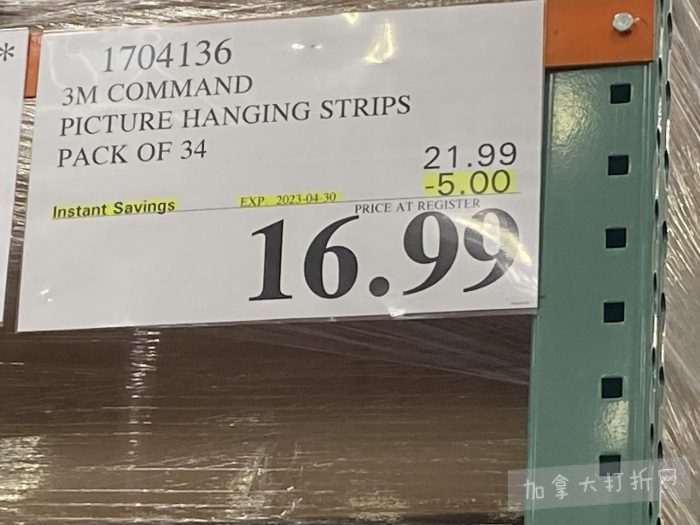 *
1704136
3M COMMAND
PICTURE HANGING STRIPS
PACK OF 34
21.99
-5.00
Instant Savings EXP. 2023-04-30
PRICE AT REGISTER
16.99
加拿大打折网